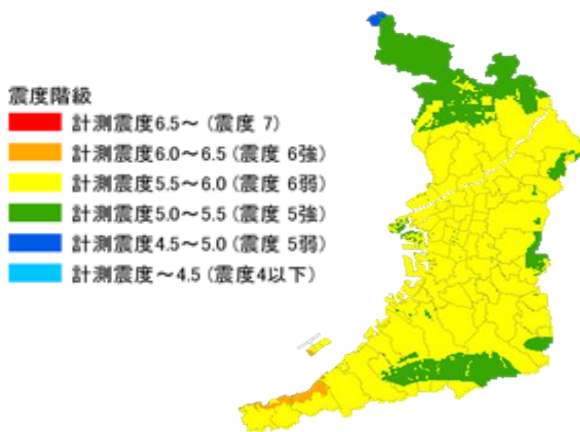 震度階級
計測震度6.5～ (震度 7)
計測震度6.0～6.5 (震度 6強)
計測震度5.5～6.0 (震度 6弱)
計測震度5.0～5.5 (震度 5強)
計測震度4.5～5.0 (震度 5弱)
計測震度～4.5 (震度4以下)